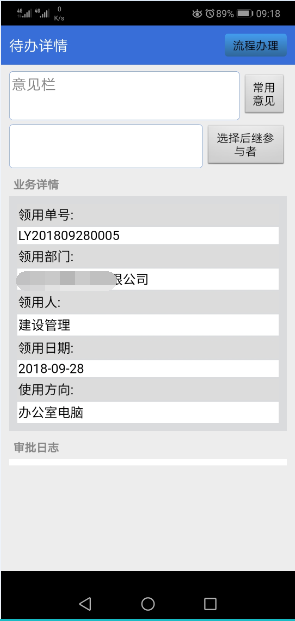 46 46 0 K/s 89% 09:18
待办详情 流程办理
意见栏
常用
意见
选择后继参
与者
业务详情
领用单号:
LY201809280005
领用部门:
限公司
领用人:
建设管理
领用日期:
2018-09-28
使用方向:
办公室电脑
审批日志